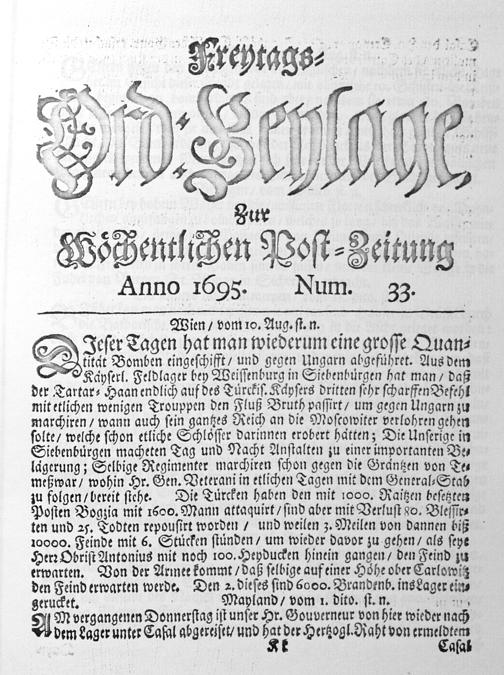 Freytags-
Ord: Beylage,
Zur
Wöchentlichen Post-Zeitung
Anno 1695. Num. 33.
Wien / vom 10. Aug. st. n.
DIeser Tagen hat man wiederum eine grosse Quan-
tität Bomben eingeschifft / und gegen Ungarn abgeführet. Aus dem
Käyserl. Feldlager bey Weissenburg in Siebenbürgen hat man / daß
der Tartar-Haan endlich auf des Türckis. Käysers dritten sehr scharffen Befehl
mit etlichen wenigen Trouppen den Fluß Bruth passirt / um gegen Ungarn zu
marchiren / wann auch sein gantzes Reich an die Moscowiter verlohren gehen
solte / welche schon etliche Schlösser darinnen erobert hätten; Die Unserige in
Siebenbürgen macheten Tag und Nacht Anstalten zu einer importanten Be-
lägerung; Selbige Regimenter marchiren schon gegen die Gräntzen von Te-
meßwar / wohin Hr. Gen. Veterani in etlichen Tagen mit dem General-Stab
zu folgen / bereit stehe. Die Türcken haben den mit 1000. Raitzen besetzten
Posten Bogzia mit 1600. Mann attaquirt / sind aber mit Verlust 80. Blessir-
ten und 25. Todten repousirt worden / und weilen 3. Meilen von dannen biß
10000. Feinde mit 6. Stücken stünden / um wieder davor zu gehen / als seye
Herr Obrist Antonius mit noch 100. Heyducken hinein gangen / den Feind zu
erwarten. Von der Armee kommt / daß selbige auf einer Höhe ober Carlowitz
den Feind erwarten werde. Den 2. dieses sind 6000. Brandenb. ins Lager ein-
gerucket. Mayland / vom 1. dito. st. n.
AM vergangenen Donnerstag ist unser Hr. Gouverneur von hier wieder nach
dem Lager unter Casal abgereiset / und hat der Hertzogl. Raht von ermeldtem
Kk Casal